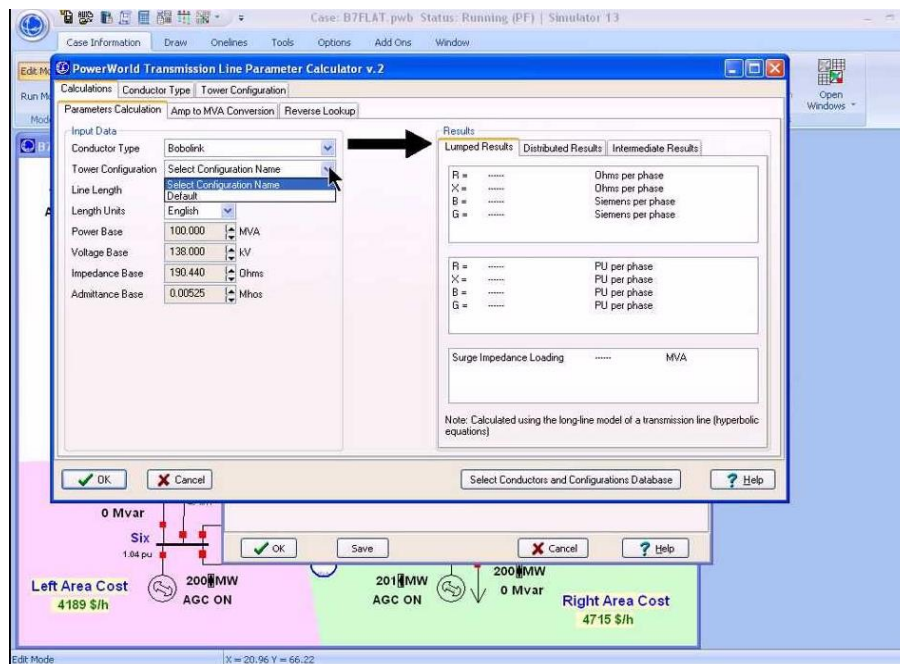 Case: B7FLAT.pwb Status: Running (PF) | Simulator 13
Case Information Draw Onelines Tools Options Add Ons Window
Edit Mo
Run Mo
Mod
Open
Windows
PowerWorld Transmission Line Parameter Calculator v.2
Calculations Conductor Type Tower Configuration
Parameters Calculation Amp to MVA Conversion Reverse Lookup
Input Data
Conductor Type Bobolink
Tower Configuration Select Configuration Name
Select Configuration Name
Default
Line Length
Length Units English
Power Base 100.000 MVA
Voltage Base 138.000 kV
Impedance Base 190.440 Ohms
Admittance Base 0.00525 Mhos
Results
Lumped Results Distributed Results Intermediate Results
R = ------ Ohms per phase
X = ------ Ohms per phase
B = ------ Siemens per phase
G = ------ Siemens per phase
R = ------ PU per phase
X = ------ PU per phase
B = ------ PU per phase
G = ------ PU per phase
Surge Impedance Loading ------ MVA
Note: Calculated using the long-line model of a transmission line (hyperbolic
equations)
OK Cancel Select Conductors and Configurations Database Help
0 Mvar
Six
1.04 pu
OK Save Cancel Help
200 MW
AGC ON
201 MW
AGC ON
200 MW
0 Mvar
Left Area Cost
4189 $/h
Right Area Cost
4715 $/h
Edit Mode X = 20.96 Y = 66.22